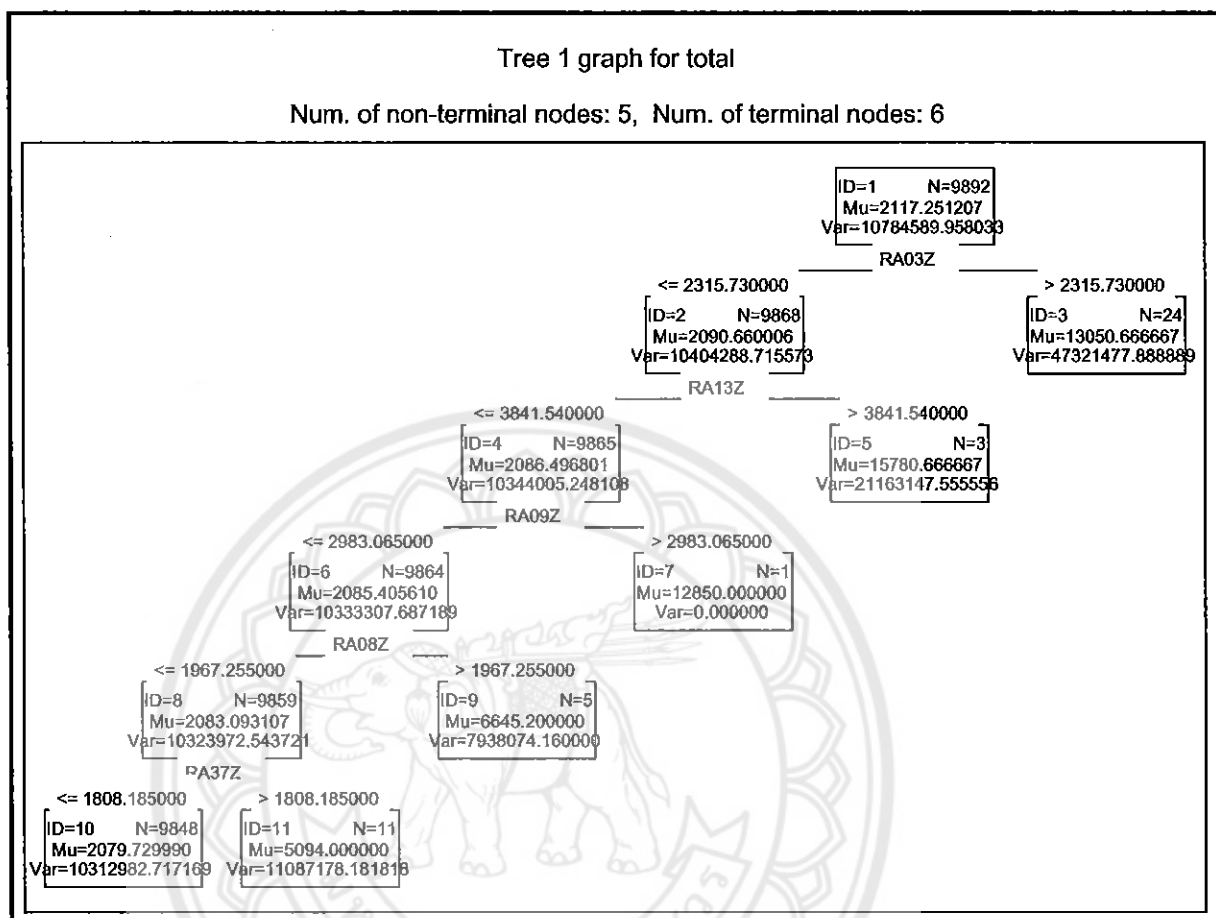 Tree 1 graph for total
Num. of non-terminal nodes: 5, Num. of terminal nodes: 6
ID=1 N=9892
Mu=2117.251207
Var=10784589.958033
RA03Z
<= 2315.730000
> 2315.730000
ID=2 N=9868
Mu=2090.660006
Var=10404288.715573
ID=3 N=24
Mu=13050.666667
Var=47321477.888889
RA13Z
<= 3841.540000
> 3841.540000
ID=4 N=9865
Mu=2086.496801
Var=10344005.248108
ID=5 N=3
Mu=15780.666667
Var=21163147.555556
RA09Z
<= 2983.065000
> 2983.065000
ID=6 N=9864
Mu=2085.405610
Var=10333307.687189
ID=7 N=1
Mu=12850.000000
Var=0.000000
RA08Z
<= 1967.255000
> 1967.255000
ID=8 N=9859
Mu=2083.093107
Var=10323972.543721
ID=9 N=5
Mu=6645.200000
Var=7938074.160000
RA37Z
<= 1808.185000
> 1808.185000
ID=10 N=9848
Mu=2079.729990
Var=10312982.717169
ID=11 N=11
Mu=5094.000000
Var=11087178.181818